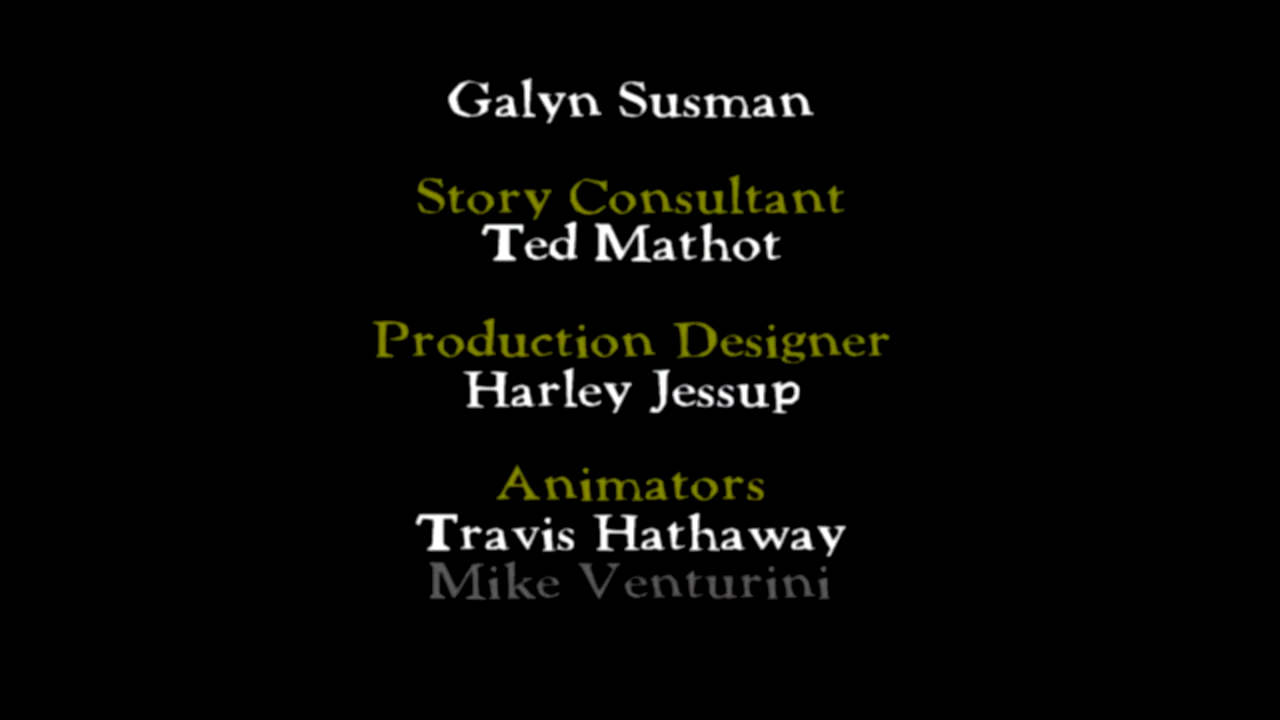 Galyn Susman
Story Consultant
Ted Mathot
Production Designer
Harley Jessup
Animators
Travis Hathaway
Mike Venturini